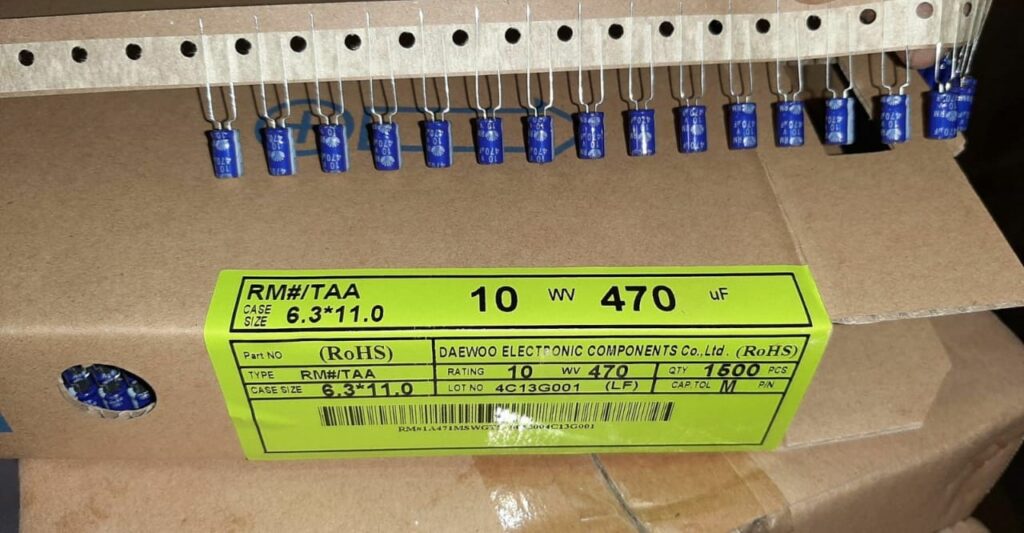 RM#/TAA 10 WV 470 uF
CASE SIZE 6.3*11.0
Part NO (RoHS) DAEWOO ELECTRONIC COMPONENTS Co., Ltd. (RoHS)
TYPE RM#/TAA RATING 10 WV 470 QTY 1500 PCS
CASE SIZE 6.3*11.0 LOT NO 4C13G001 (LF) CAP.TOL M P/N